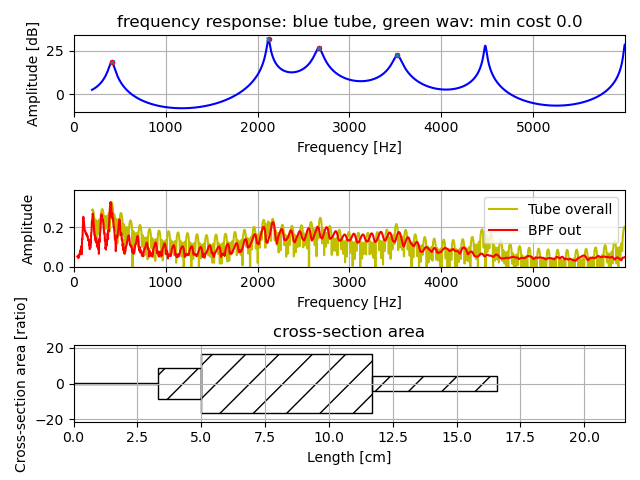 frequency response: blue tube, green wav: min cost 0.0
Amplitude [dB]
25
0
0 1000 2000 3000 4000 5000
Frequency [Hz]
Amplitude
0.2
0.0
Tube overall
BPF out
0 1000 2000 3000 4000 5000
Frequency [Hz]
cross-section area
Cross-section area [ratio]
20
0
−20
0.0 2.5 5.0 7.5 10.0 12.5 15.0 17.5 20.0
Length [cm]